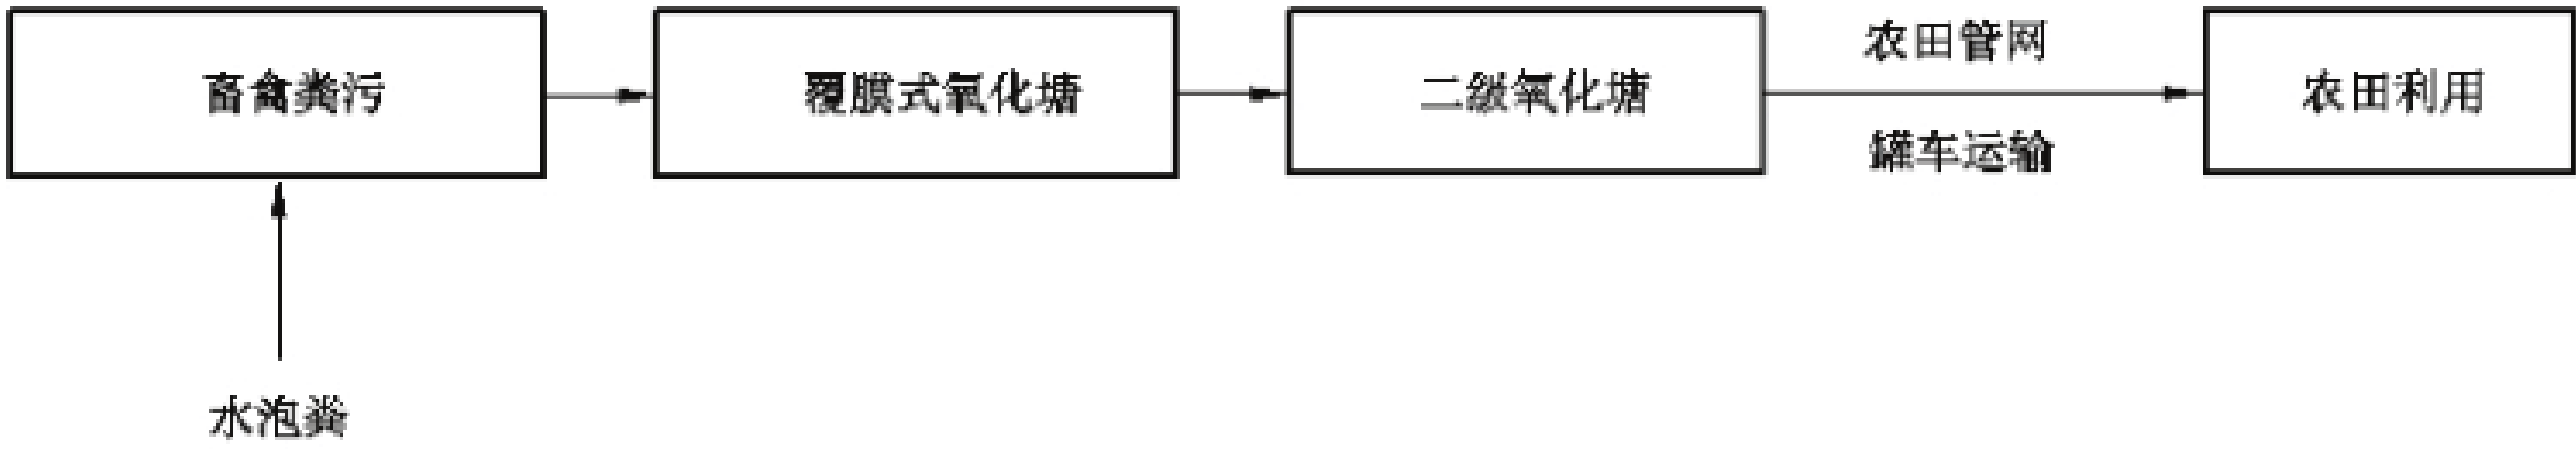 畜禽粪污
覆膜式氧化塘
二级氧化塘
农田管网
罐车运输
农田利用
水泡粪